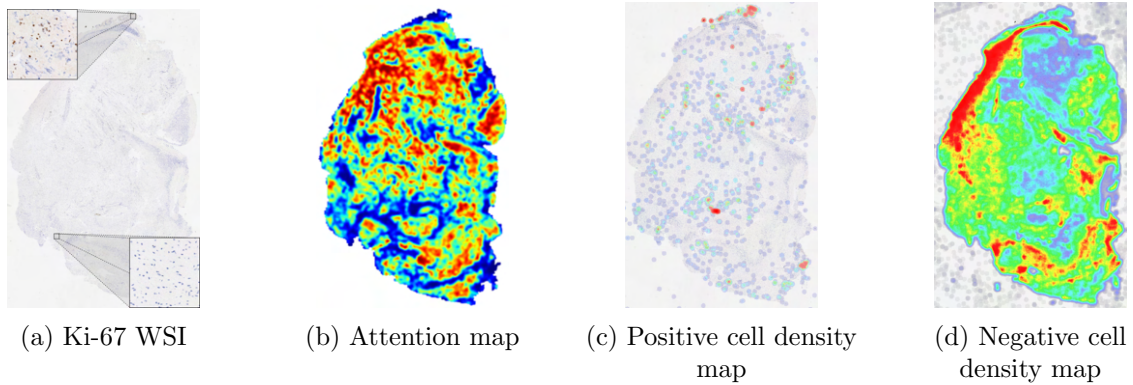 (a) Ki-67 WSI
(b) Attention map
(c) Positive cell density
map
(d) Negative cell
density map